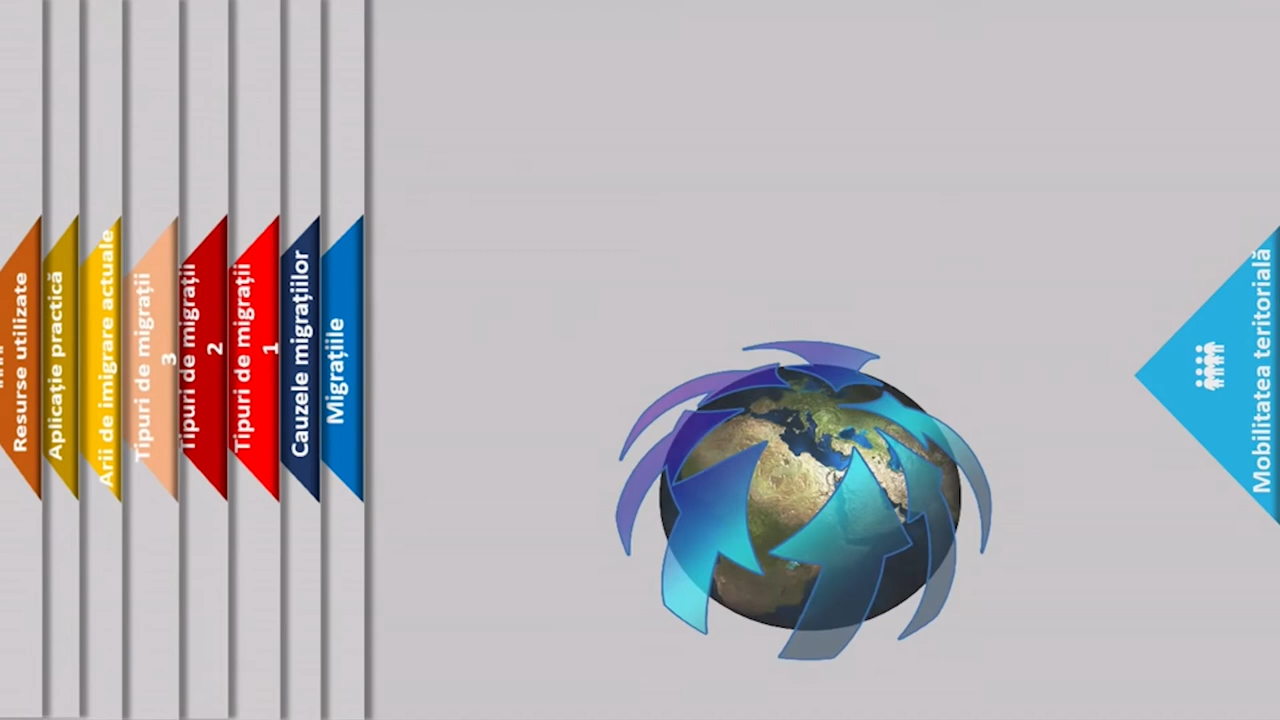 Resurse utilizate
Aplicație practică
Arii de imigrare actuale
Tipuri de migrații
3
Tipuri de migrații
2
Tipuri de migrații
1
Cauzele migrațiilor
Migrațiile
Mobilitatea teritorială